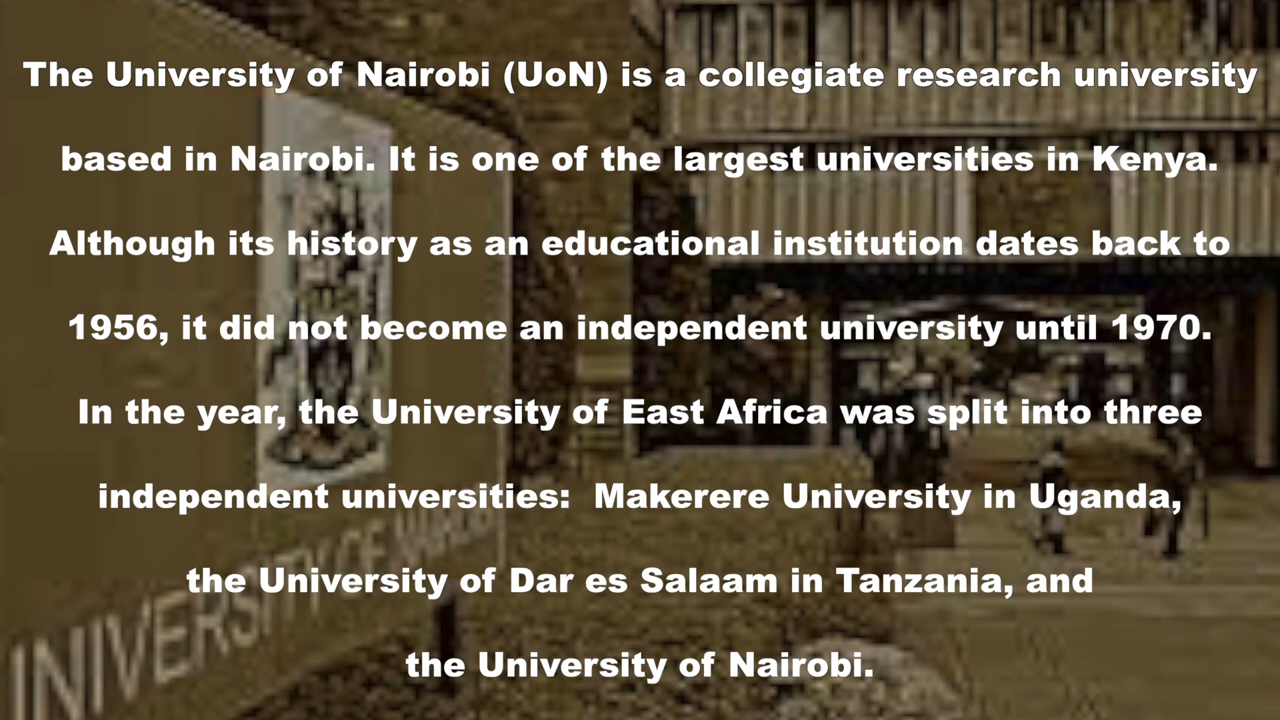 The University of Nairobi (UoN) is a collegiate research university
based in Nairobi. It is one of the largest universities in Kenya.
Although its history as an educational institution dates back to
1956, it did not become an independent university until 1970.
In the year, the University of East Africa was split into three
independent universities:  Makerere University in Uganda,
the University of Dar es Salaam in Tanzania, and
the University of Nairobi.
UNIVERSITY OF NAIROBI